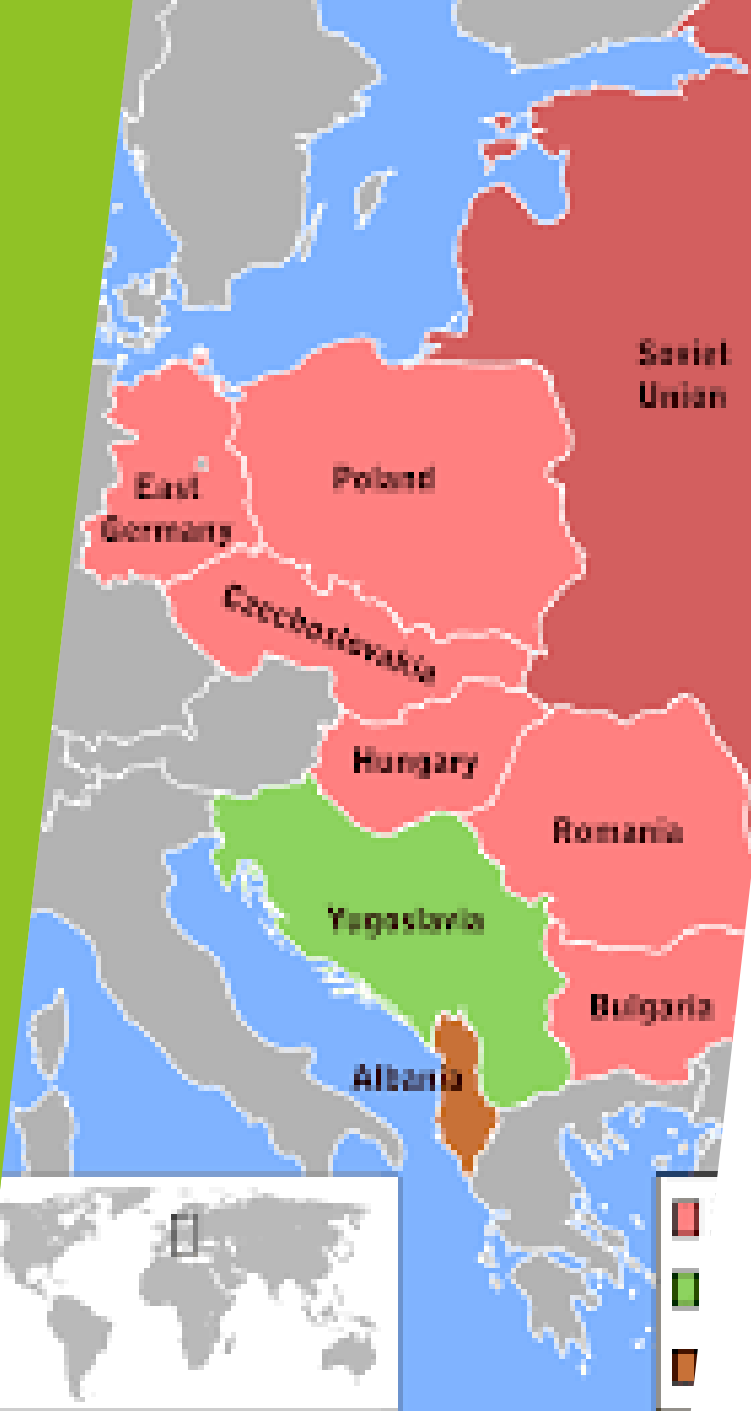 Soviet
Union
Poland
East
Germany
Czechoslovakia
Hungary
Romania
Yugoslavia
Bulgaria
Albania